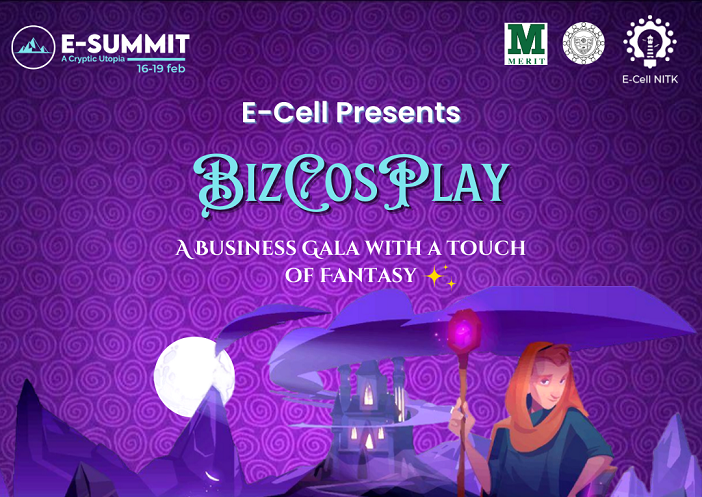 E-SUMMIT
A Cryptic Utopia
16-19 feb
M
MERIT
E-Cell NITK
E-Cell Presents
BizCosPlay
A Business Gala with a touch
of Fantasy